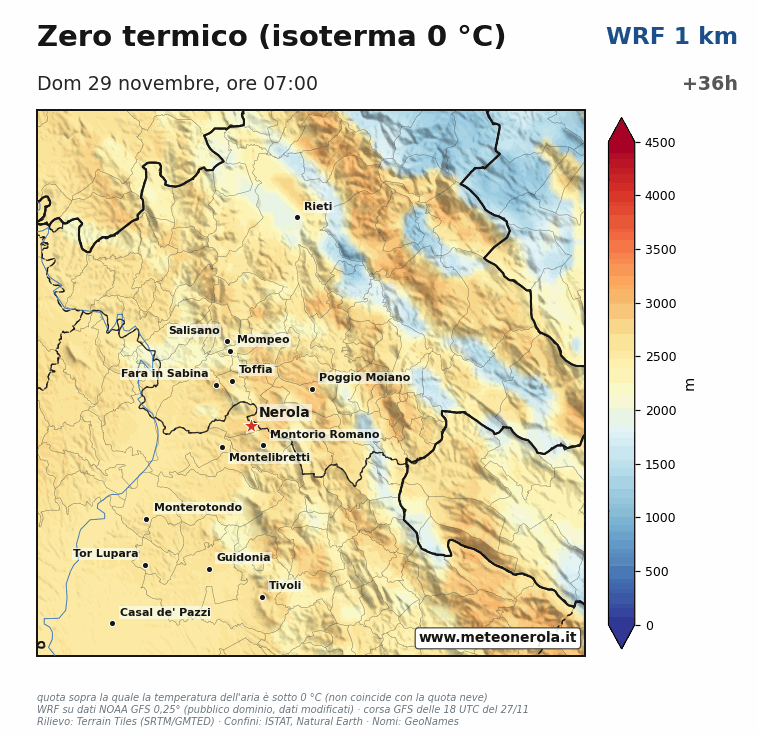 Zero termico (isoterma 0 °C)
WRF 1 km
Dom 29 novembre, ore 07:00
+36h
Rieti
Salisano
Mompeo
Fara in Sabina
Toffia
Poggio Moiano
Nerola
Montorio Romano
Montelibretti
Monterotondo
Tor Lupara
Guidonia
Tivoli
Casal de' Pazzi
www.meteonerola.it
4500
4000
3500
3000
2500
2000
1500
1000
500
0
m
quota sopra la quale la temperatura dell'aria è sotto 0 °C (non coincide con la quota neve)
WRF su dati NOAA GFS 0,25° (pubblico dominio, dati modificati) · corsa GFS delle 18 UTC del 27/11
Rilievo: Terrain Tiles (SRTM/GMTED) · Confini: ISTAT, Natural Earth · Nomi: GeoNames